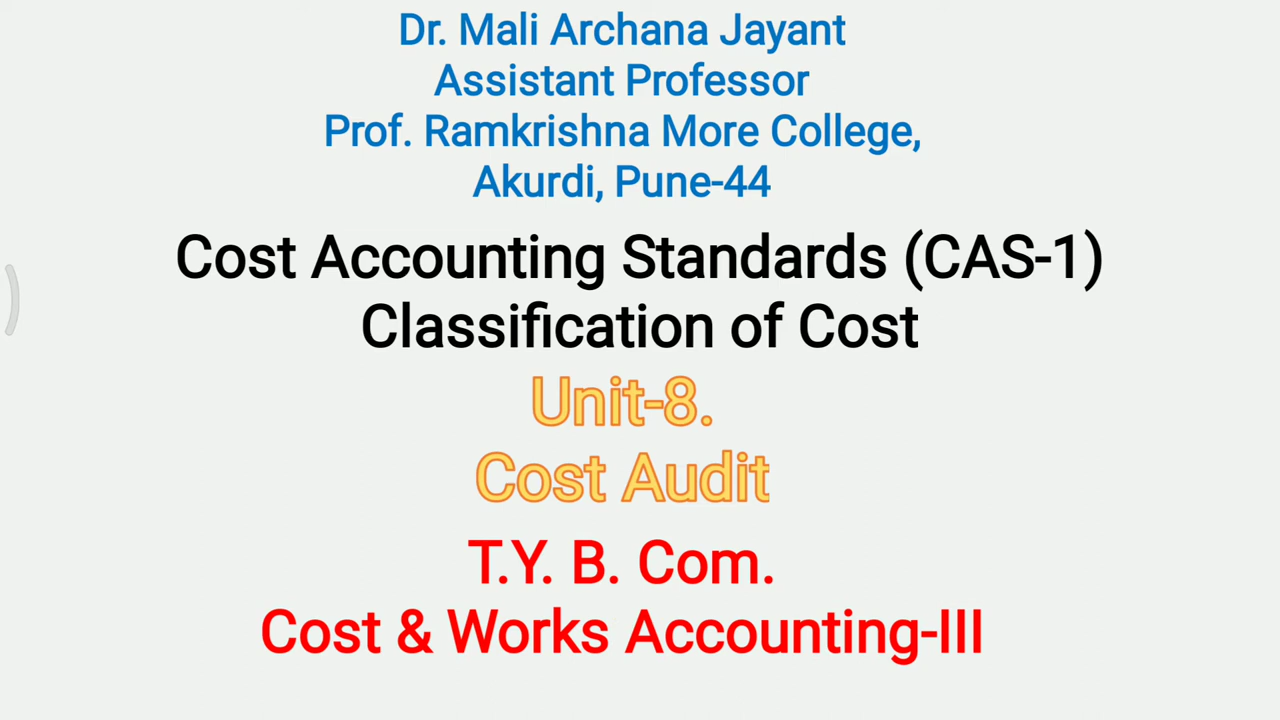 Dr. Mali Archana Jayant
Assistant Professor
Prof. Ramkrishna More College,
Akurdi, Pune-44
Cost Accounting Standards (CAS-1)
Classification of Cost
Unit-8.
Cost Audit
T.Y. B. Com.
Cost & Works Accounting-III